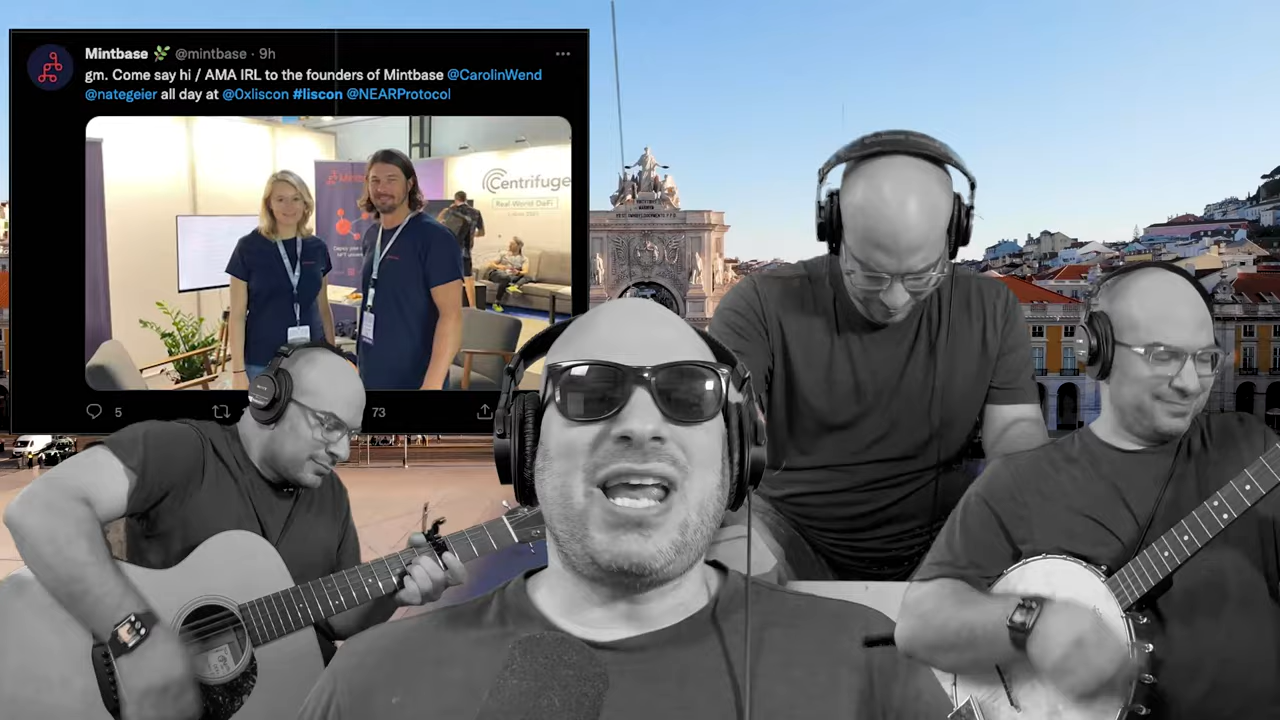 Mintbase 🌿 @mintbase · 9h
gm. Come say hi / AMA IRL to the founders of Mintbase @CarolinWend
@nategeier all day at @0xliscon #liscon @NEARProtocol
Mintb
Centrifuge
Real-World DeFi
5
73